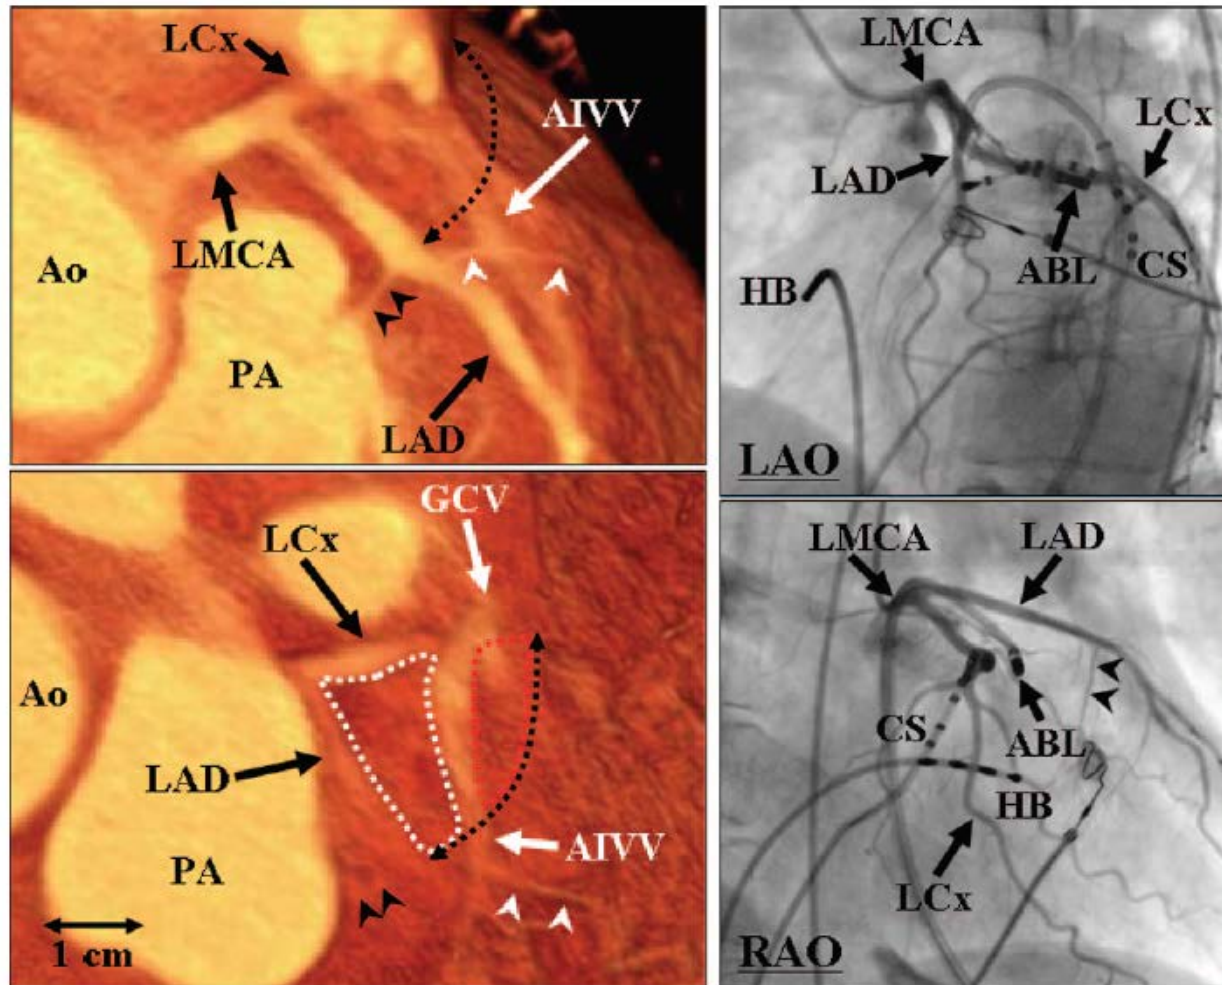 LCx
AIVV
LMCA
Ao
PA
LAD
GCV
LCx
Ao
LAD
AIVV
PA
1 cm
LMCA
LCx
LAD
ABL
CS
HB
LAO
LMCA
LAD
CS
ABL
HB
LCx
RAO